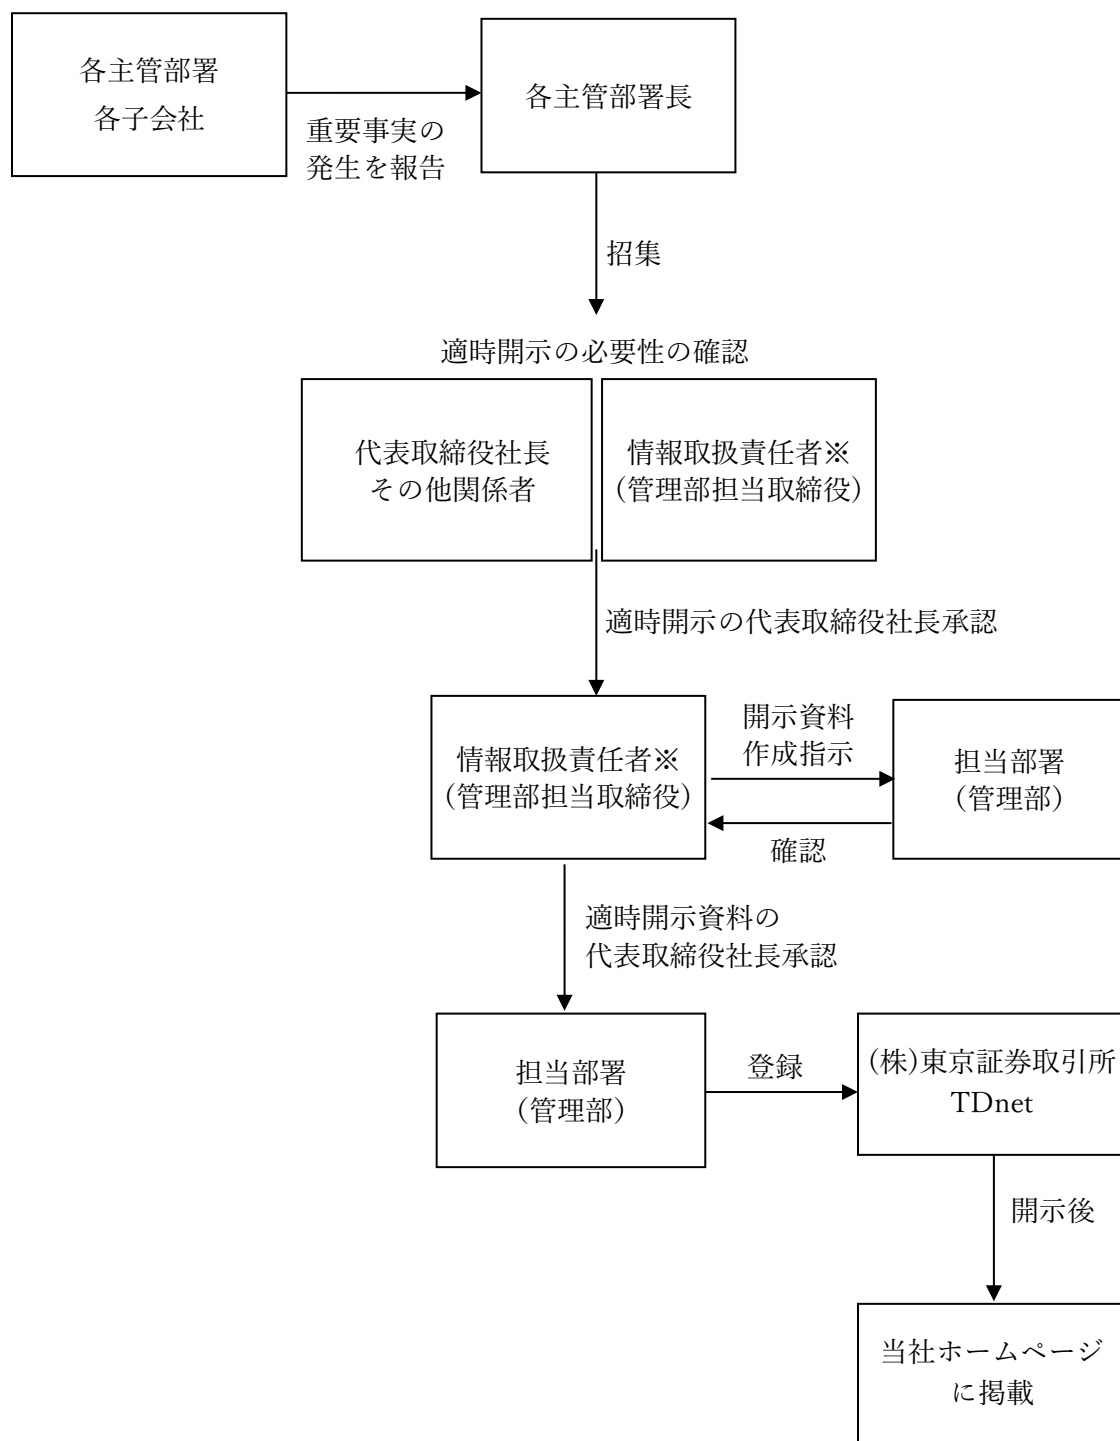 各主管部署
各子会社
重要事実の
発生を報告
各主管部署長
招集
適時開示の必要性の確認
代表取締役社長
その他関係者
情報取扱責任者※
(管理部担当取締役)
適時開示の代表取締役社長承認
情報取扱責任者※
(管理部担当取締役)
開示資料
作成指示
確認
担当部署
(管理部)
適時開示資料の
代表取締役社長承認
担当部署
(管理部)
登録
(株)東京証券取引所
TDnet
開示後
当社ホームページ
に掲載